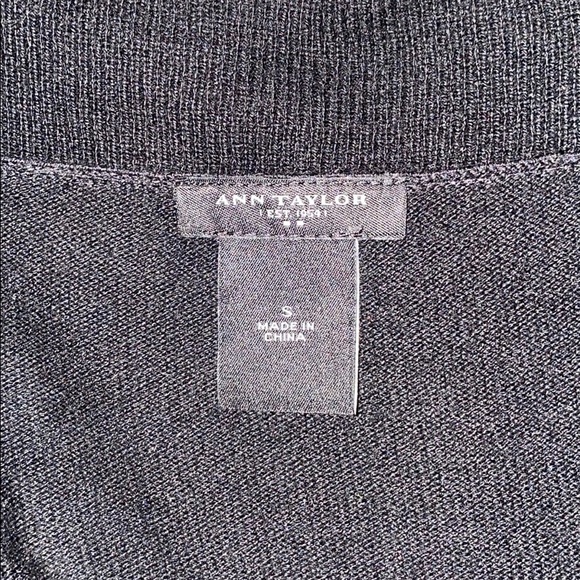 ANN TAYLOR
EST 1954
S
MADE IN
CHINA